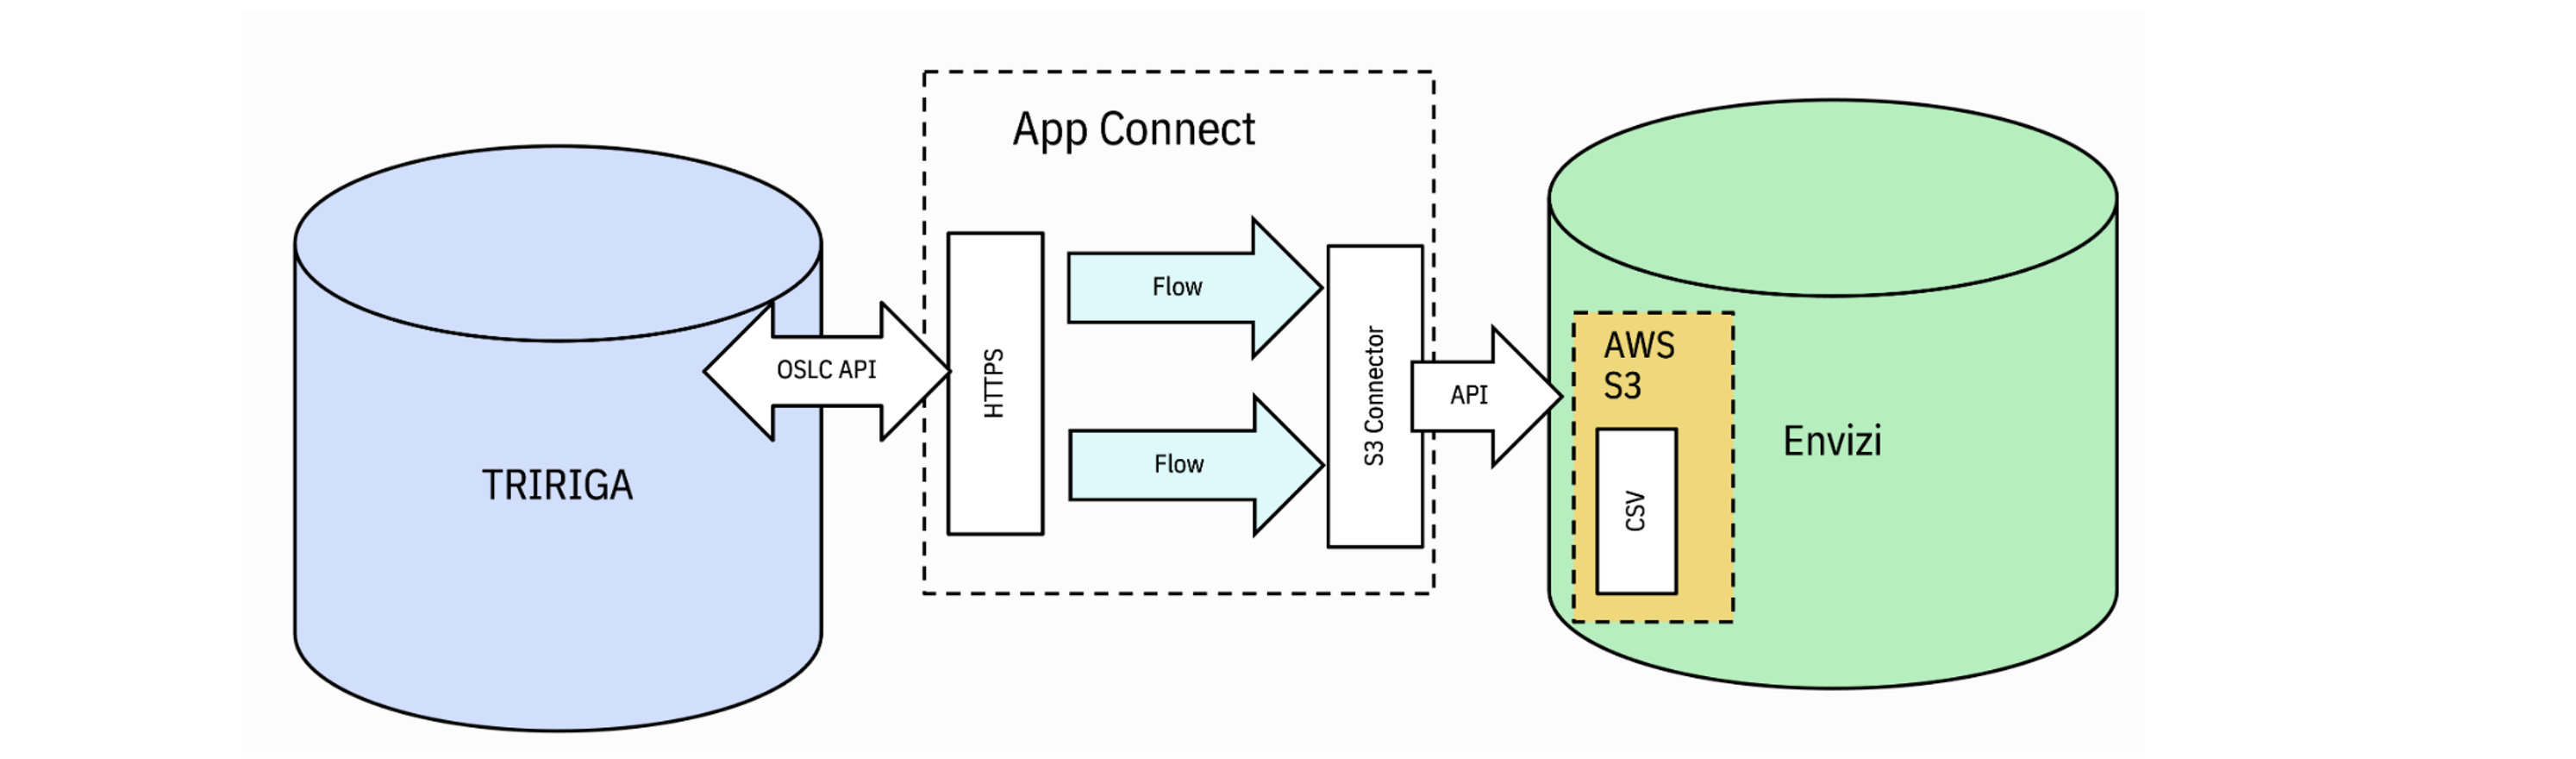 App Connect
TRIRIGA
OSLC API
HTTPS
Flow
Flow
S3 Connector
API
AWS
S3
CSV
Envizi